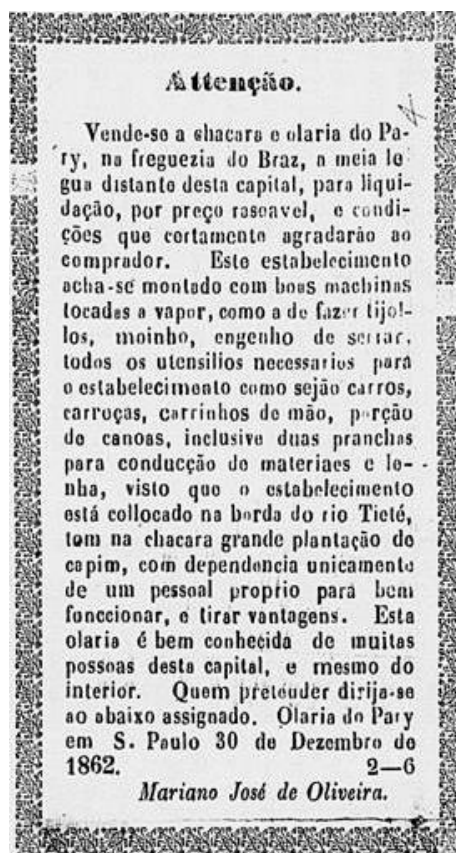 Attenção.
Vende-se a chacara e olaria do Pa-
ry, na freguezia do Braz, a meia le
gua distante desta capital, para liqui-
dação, por preço rasoavel, e condi-
ções que certamente agradarão ao
comprador. Este estabelecimento
acha-se montado com boas machinas
tocadas a vapor, como a de fazer tijol-
los, moinho, engenho de serrar,
todos os utensilios necessarios para
o estabelecimento como sejão carros,
carroças, carrinhos de mão, porção
de canoas, inclusive duas pranchas
para conducção de materiaes e le-
nha, visto que o estabelecimento
está collocado na borda do rio Tieté,
tem na chacara grande plantação de
capim, com dependencia unicamente
de um pessoal proprio para bem
funccionar, e tirar vantagens. Esta
olaria é bem conhecida de muitas
possoas desta capital, e mesmo do
interior. Quem pretender dirija-se
ao abaixo assignado. Olaria do Pary
em S. Paulo 30 de Dezembro de
1862. 2—6
Mariano José de Oliveira.